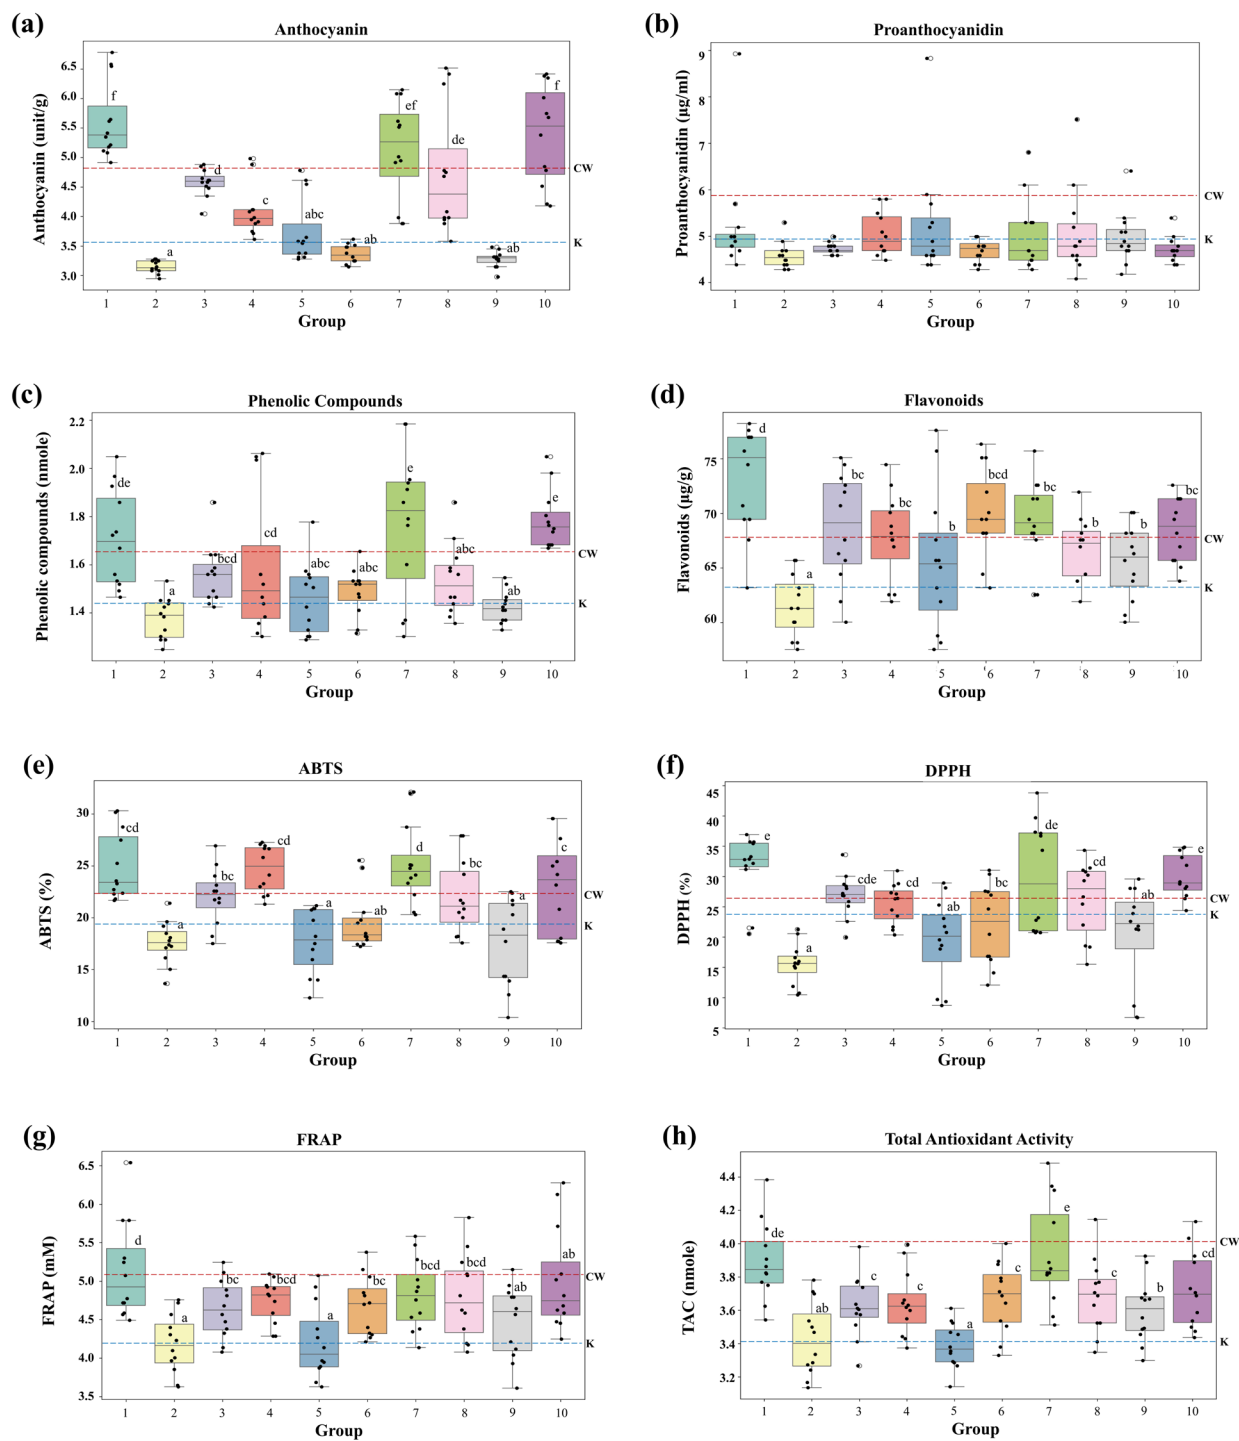 (a)
Anthocyanin
Anthocyanin (unit/g)
6.5
6.0
5.5
5.0
4.5
4.0
3.5
3.0
f
a
d
c
abc
ab
ef
de
ab
f
CW
K
1 2 3 4 5 6 7 8 9 10
Group
(b)
Proanthocyanidin
Proanthocyanidin (µg/ml)
9
8
6
5
4
CW
K
1 2 3 4 5 6 7 8 9 10
Group
(c)
Phenolic Compounds
Phenolic compounds (nmole)
2.2
2.0
1.8
1.6
1.4
de
a
bcd
cd
abc
abc
e
abc
ab
e
CW
K
1 2 3 4 5 6 7 8 9 10
Group
(d)
Flavonoids
Flavonoids (µg/g)
75
70
65
60
d
a
bc
bc
b
bcd
bc
b
b
bc
CW
K
1 2 3 4 5 6 7 8 9 10
Group
(e)
ABTS
ABTS (%)
30
25
20
10
cd
a
bc
cd
a
ab
d
bc
a
c
CW
K
1 2 3 4 5 6 7 8 9 10
Group
(f)
DPPH
DPPH (%)
45
40
35
30
25
20
15
10
5
e
a
cde
cd
ab
bc
de
cd
ab
e
CW
K
1 2 3 4 5 6 7 8 9 10
Group
(g)
FRAP
FRAP (mM)
6.5
6.0
5.5
5.0
4.5
4.0
3.5
d
a
bc
bcd
a
bc
bcd
bcd
ab
ab
CW
K
1 2 3 4 5 6 7 8 9 10
Group
(h)
Total Antioxidant Activity
TAC (nmole)
4.4
4.2
4.0
3.8
3.6
3.4
3.2
de
ab
c
c
a
c
e
c
b
cd
CW
K
1 2 3 4 5 6 7 8 9 10
Group